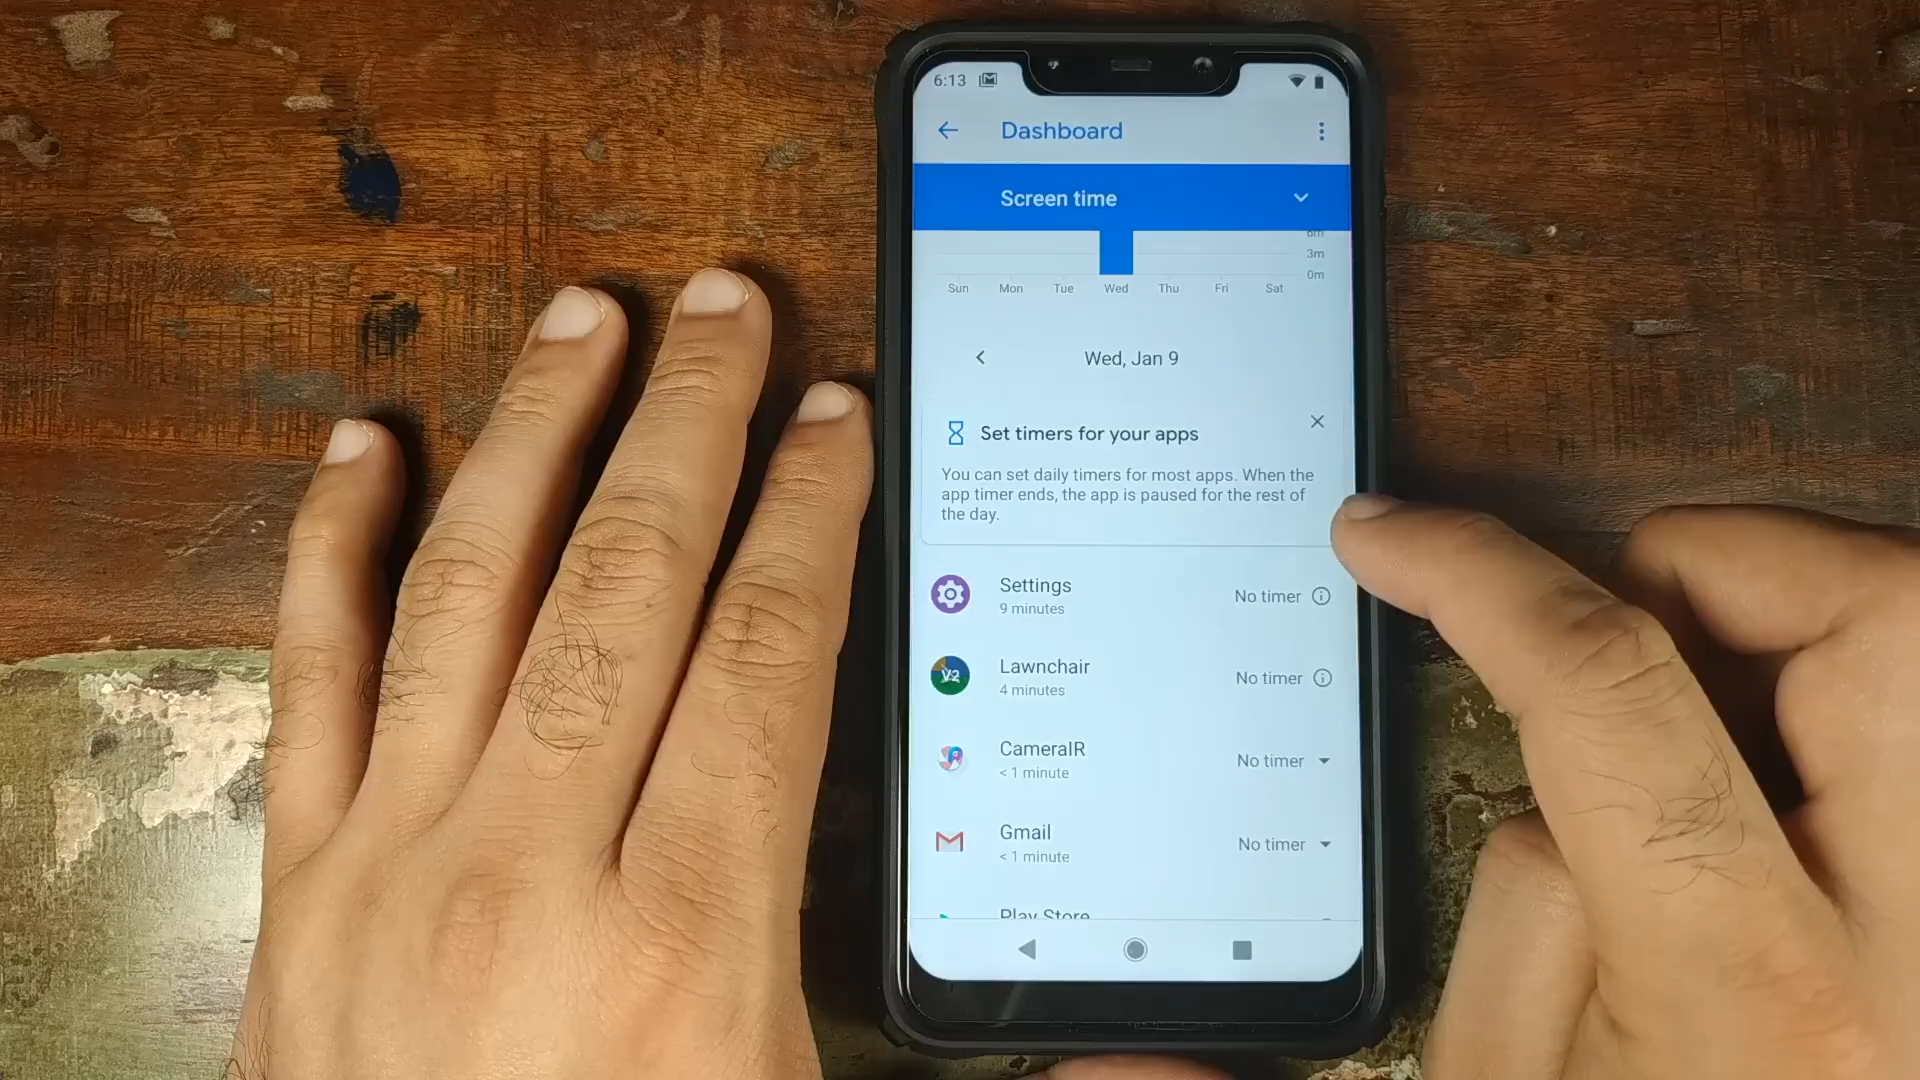 6:13
Dashboard
Screen time
6m
3m
0m
Sun Mon Tue Wed Thu Fri Sat
Wed, Jan 9
Set timers for your apps
You can set daily timers for most apps. When the
app timer ends, the app is paused for the rest of
the day.
Settings
9 minutes
No timer
V2
Lawnchair
4 minutes
No timer
CameraIR
< 1 minute
No timer
Gmail
< 1 minute
No timer
Play Store